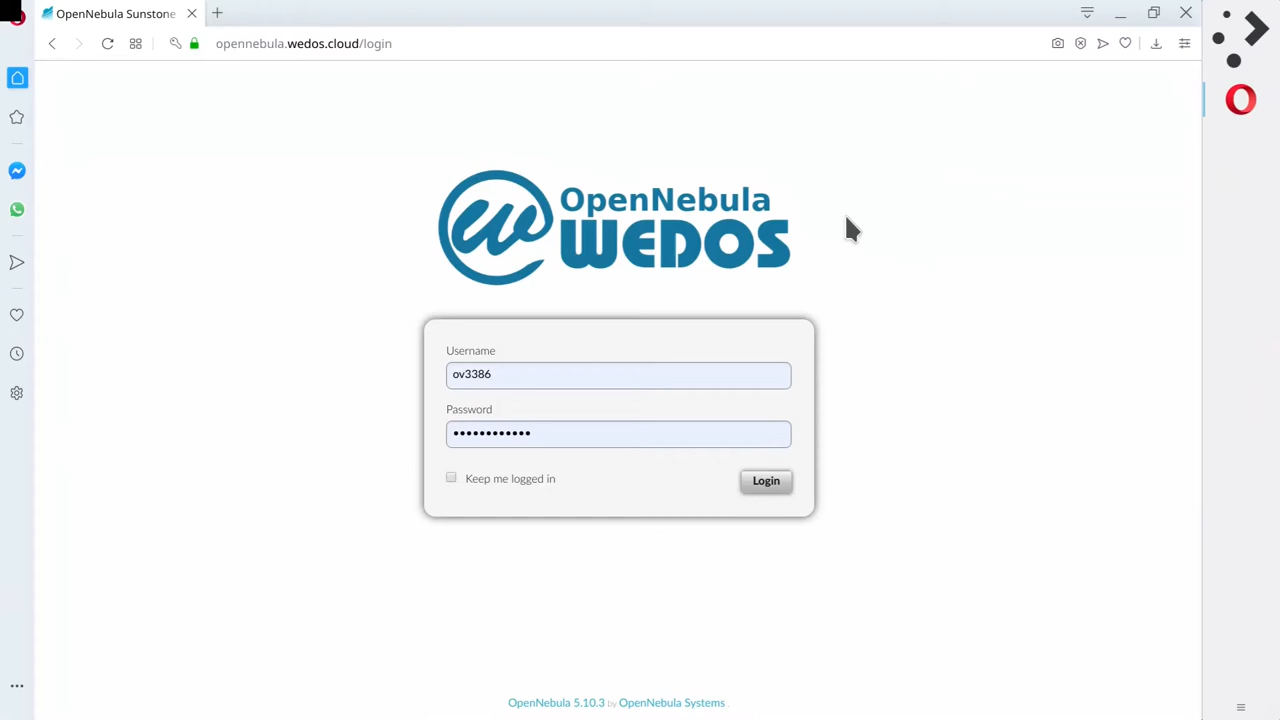 OpenNebula Sunstone
opennebula.wedos.cloud/login
OpenNebula
WEDOS
Username
ov3386
Password
••••••••••••
Keep me logged in
Login
OpenNebula 5.10.3 by OpenNebula Systems .